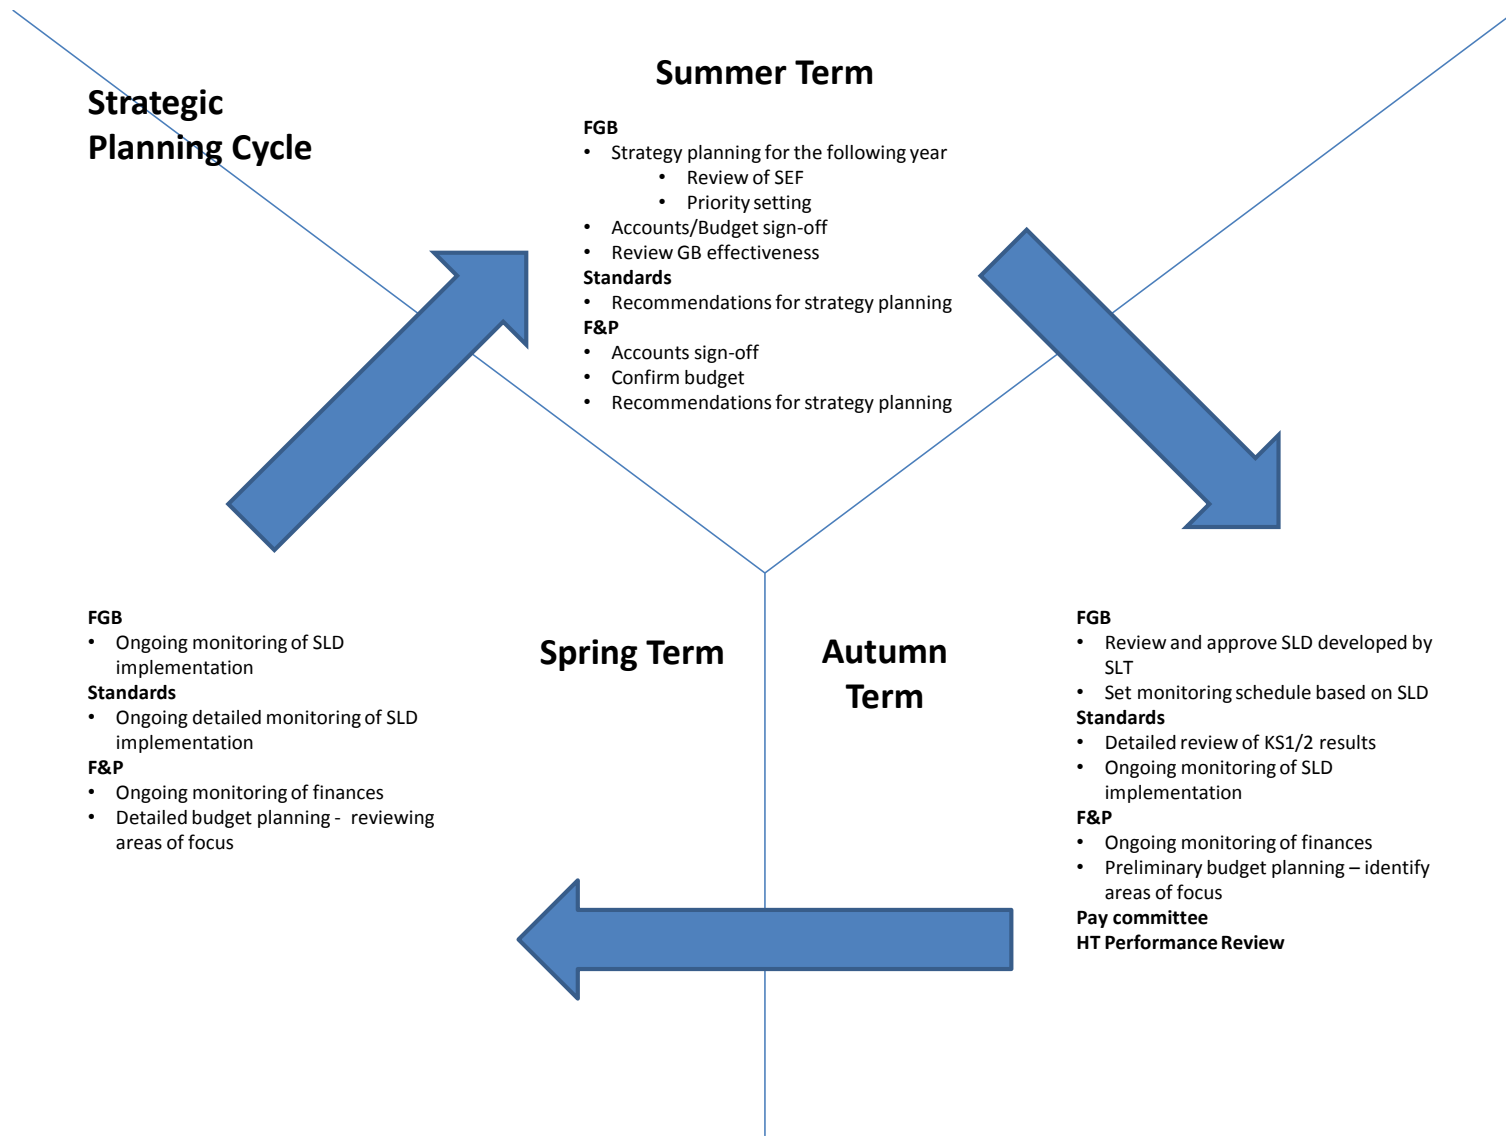 Strategic
Planning Cycle
Summer Term
FGB
• Strategy planning for the following year
• Review of SEF
• Priority setting
• Accounts/Budget sign-off
• Review GB effectiveness
Standards
• Recommendations for strategy planning
F&P
• Accounts sign-off
• Confirm budget
• Recommendations for strategy planning
FGB
• Ongoing monitoring of SLD
implementation
Standards
• Ongoing detailed monitoring of SLD
implementation
F&P
• Ongoing monitoring of finances
• Detailed budget planning - reviewing
areas of focus
Spring Term
Autumn
Term
FGB
• Review and approve SLD developed by
SLT
• Set monitoring schedule based on SLD
Standards
• Detailed review of KS1/2 results
• Ongoing monitoring of SLD
implementation
F&P
• Ongoing monitoring of finances
• Preliminary budget planning – identify
areas of focus
Pay committee
HT Performance Review